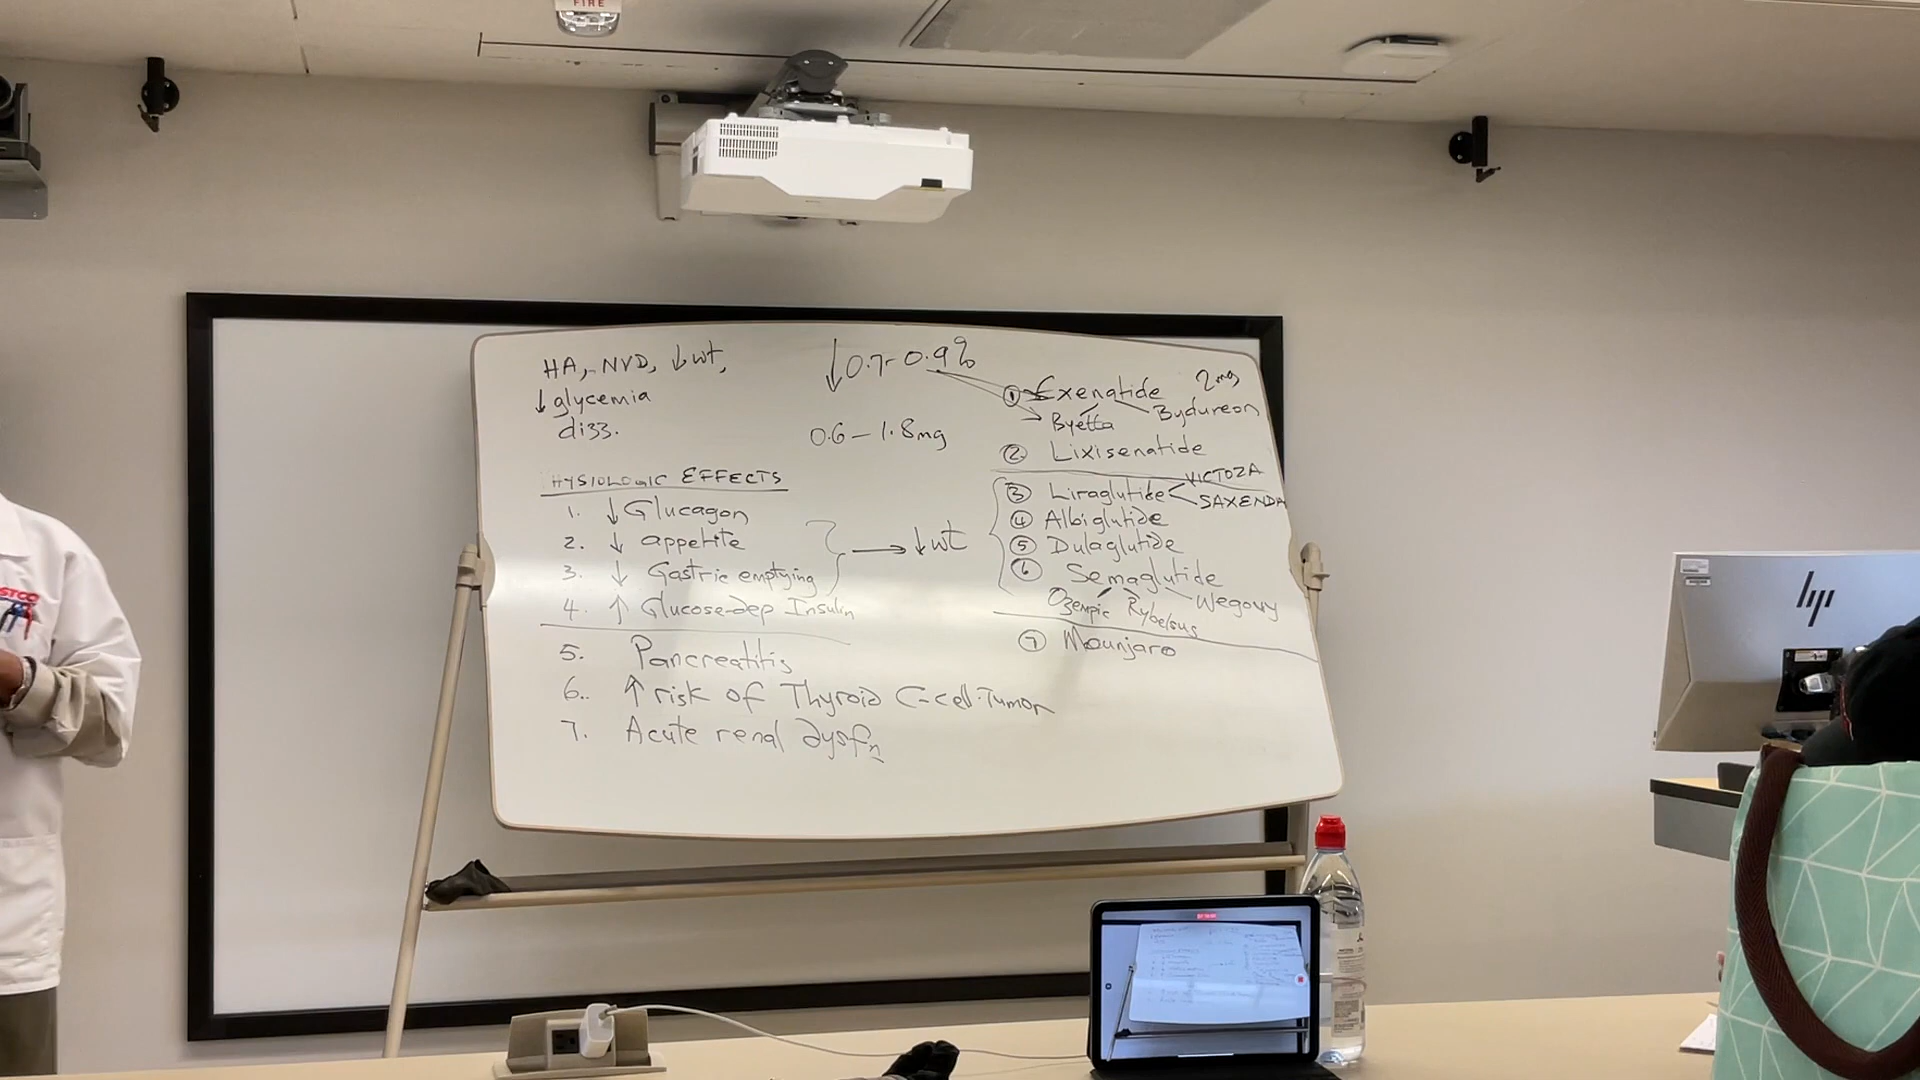 FIRE
HA, NVD, ↓wt,
↓glycemia
dizz.
↓0.7-0.9%
0.6-1.8mg
HYSIOLOGIC EFFECTS
1. ↓Glucagon
2. ↓ appetite
3. ↓ Gastric emptying
4. ↑ Glucose-dep Insulin
→ ↓wt
5. Pancreatitis
6. ↑ risk of Thyroid C-cell Tumor
7. Acute renal dysfn
① Exenatide 2mg
Byetta Bydureon
② Lixisenatide
③ Liraglutide VICTOZA
SAXENDA
④ Albiglutide
⑤ Dulaglutide
⑥ Semaglutide
Ozempic Rybelsus Wegovy
⑦ Mounjaro
STCO
hp